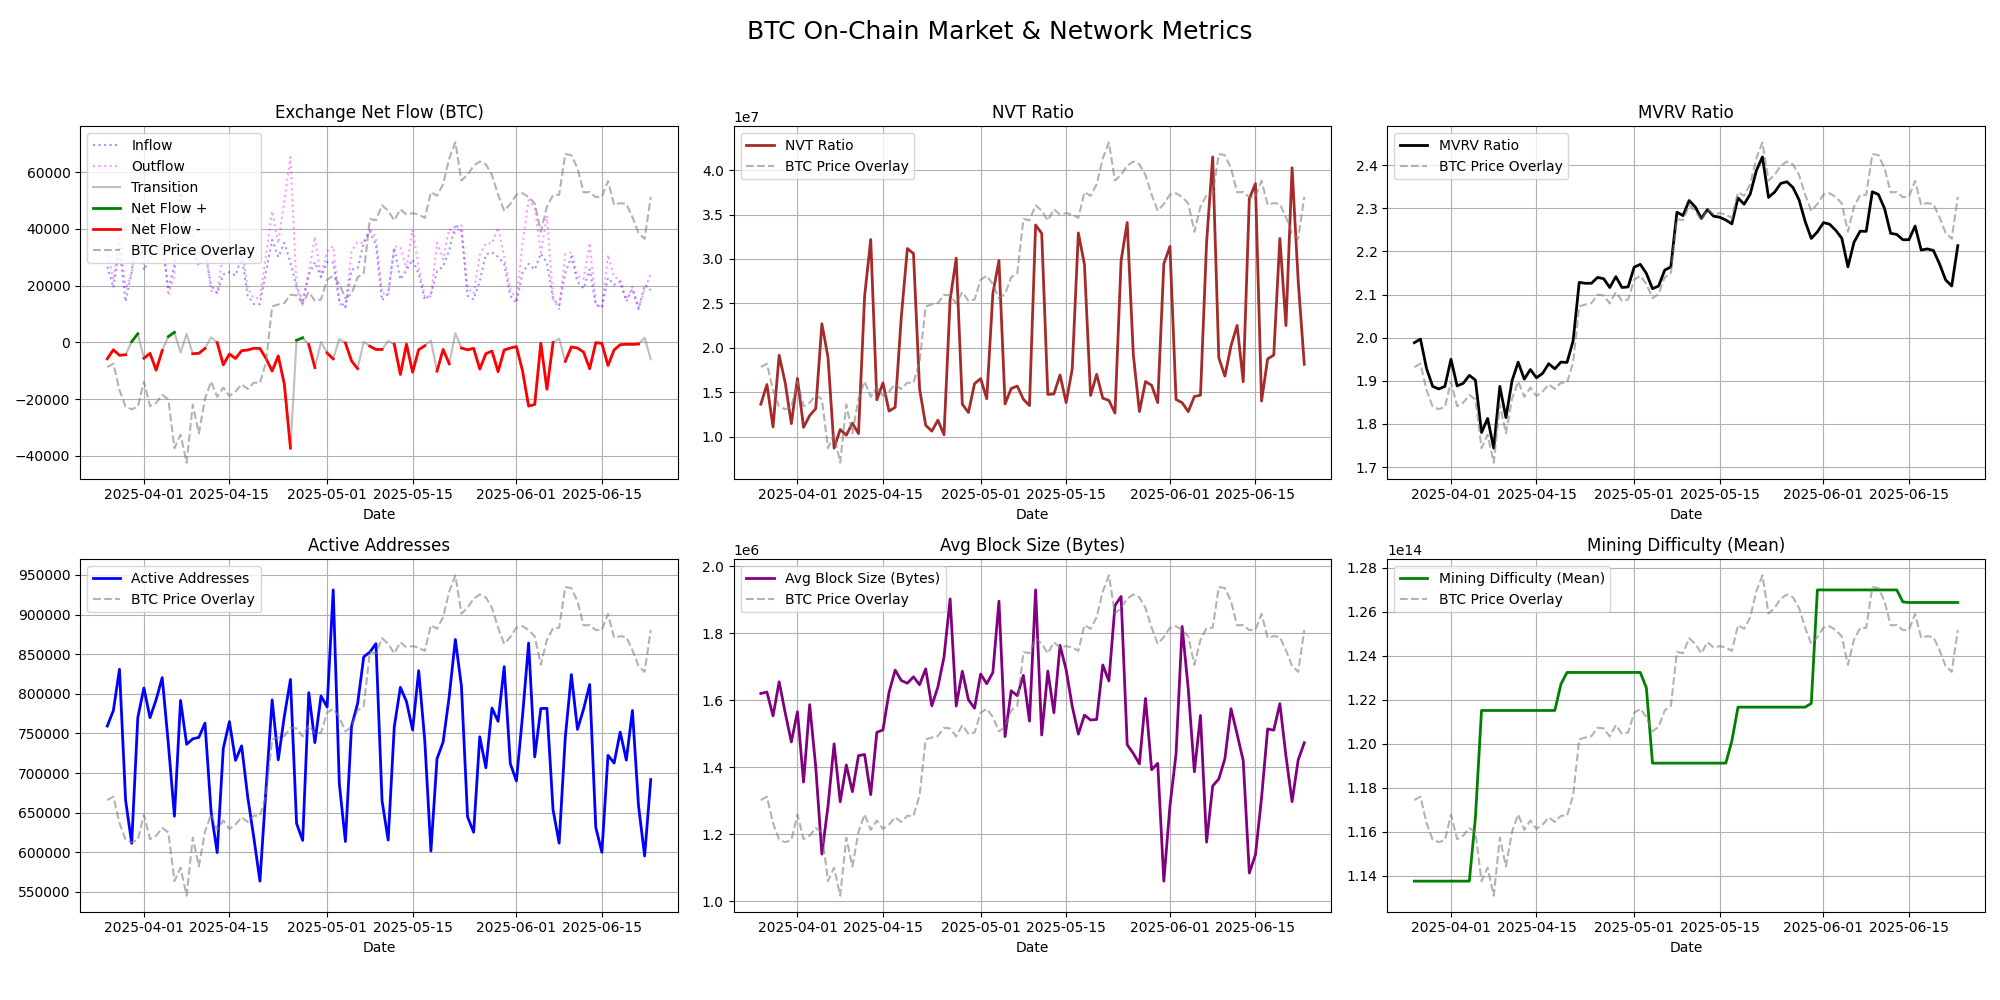 BTC On-Chain Market & Network Metrics
Exchange Net Flow (BTC)
Inflow
Outflow
Transition
Net Flow +
Net Flow -
BTC Price Overlay
60000
40000
20000
0
−20000
−40000
2025-04-01 2025-04-15 2025-05-01 2025-05-15 2025-06-01 2025-06-15
Date
NVT Ratio
1e7
NVT Ratio
BTC Price Overlay
4.0
3.5
3.0
2.5
2.0
1.5
1.0
2025-04-01 2025-04-15 2025-05-01 2025-05-15 2025-06-01 2025-06-15
Date
MVRV Ratio
MVRV Ratio
BTC Price Overlay
2.4
2.3
2.2
2.1
2.0
1.9
1.8
1.7
2025-04-01 2025-04-15 2025-05-01 2025-05-15 2025-06-01 2025-06-15
Date
Active Addresses
Active Addresses
BTC Price Overlay
950000
900000
850000
800000
750000
700000
650000
600000
550000
2025-04-01 2025-04-15 2025-05-01 2025-05-15 2025-06-01 2025-06-15
Date
Avg Block Size (Bytes)
1e6
Avg Block Size (Bytes)
BTC Price Overlay
2.0
1.8
1.6
1.4
1.2
1.0
2025-04-01 2025-04-15 2025-05-01 2025-05-15 2025-06-01 2025-06-15
Date
Mining Difficulty (Mean)
1e14
Mining Difficulty (Mean)
BTC Price Overlay
1.28
1.26
1.24
1.22
1.20
1.18
1.16
1.14
2025-04-01 2025-04-15 2025-05-01 2025-05-15 2025-06-01 2025-06-15
Date